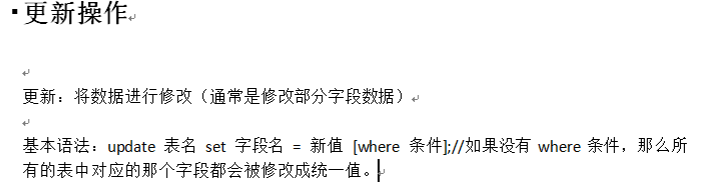 更新操作
更新：将数据进行修改（通常是修改部分字段数据）
基本语法：update 表名 set 字段名 = 新值 [where 条件];//如果没有 where 条件，那么所
有的表中对应的那个字段都会被修改成统一值。